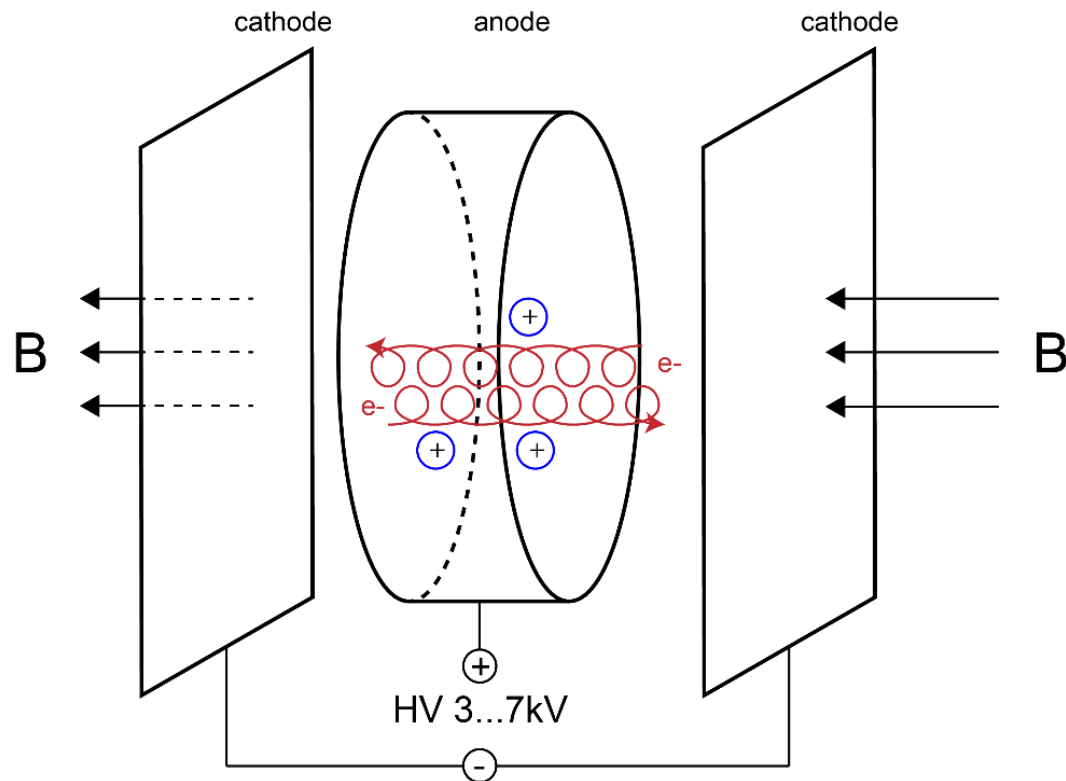 cathode
anode
cathode
B
B
+
e-
e-
+
+
+
HV 3...7kV
-